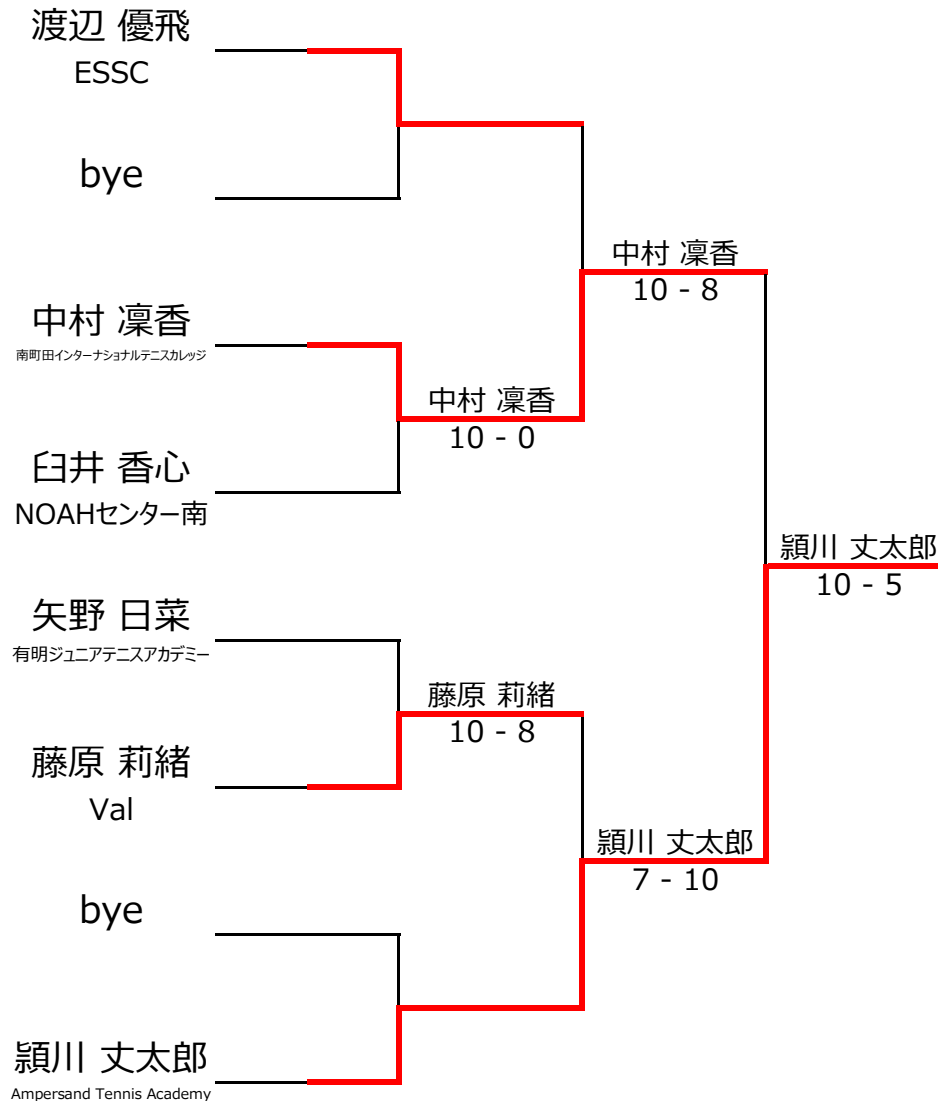 渡辺 優飛
ESSC
bye
中村 凜香
10 - 8
中村 凜香
南町田インターナショナルテニスカレッジ
中村 凜香
10 - 0
臼井 香心
NOAHセンター南
頴川 丈太郎
10 - 5
矢野 日菜
有明ジュニアテニスアカデミー
藤原 莉緒
10 - 8
藤原 莉緒
Val
頴川 丈太郎
7 - 10
bye
頴川 丈太郎
Ampersand Tennis Academy